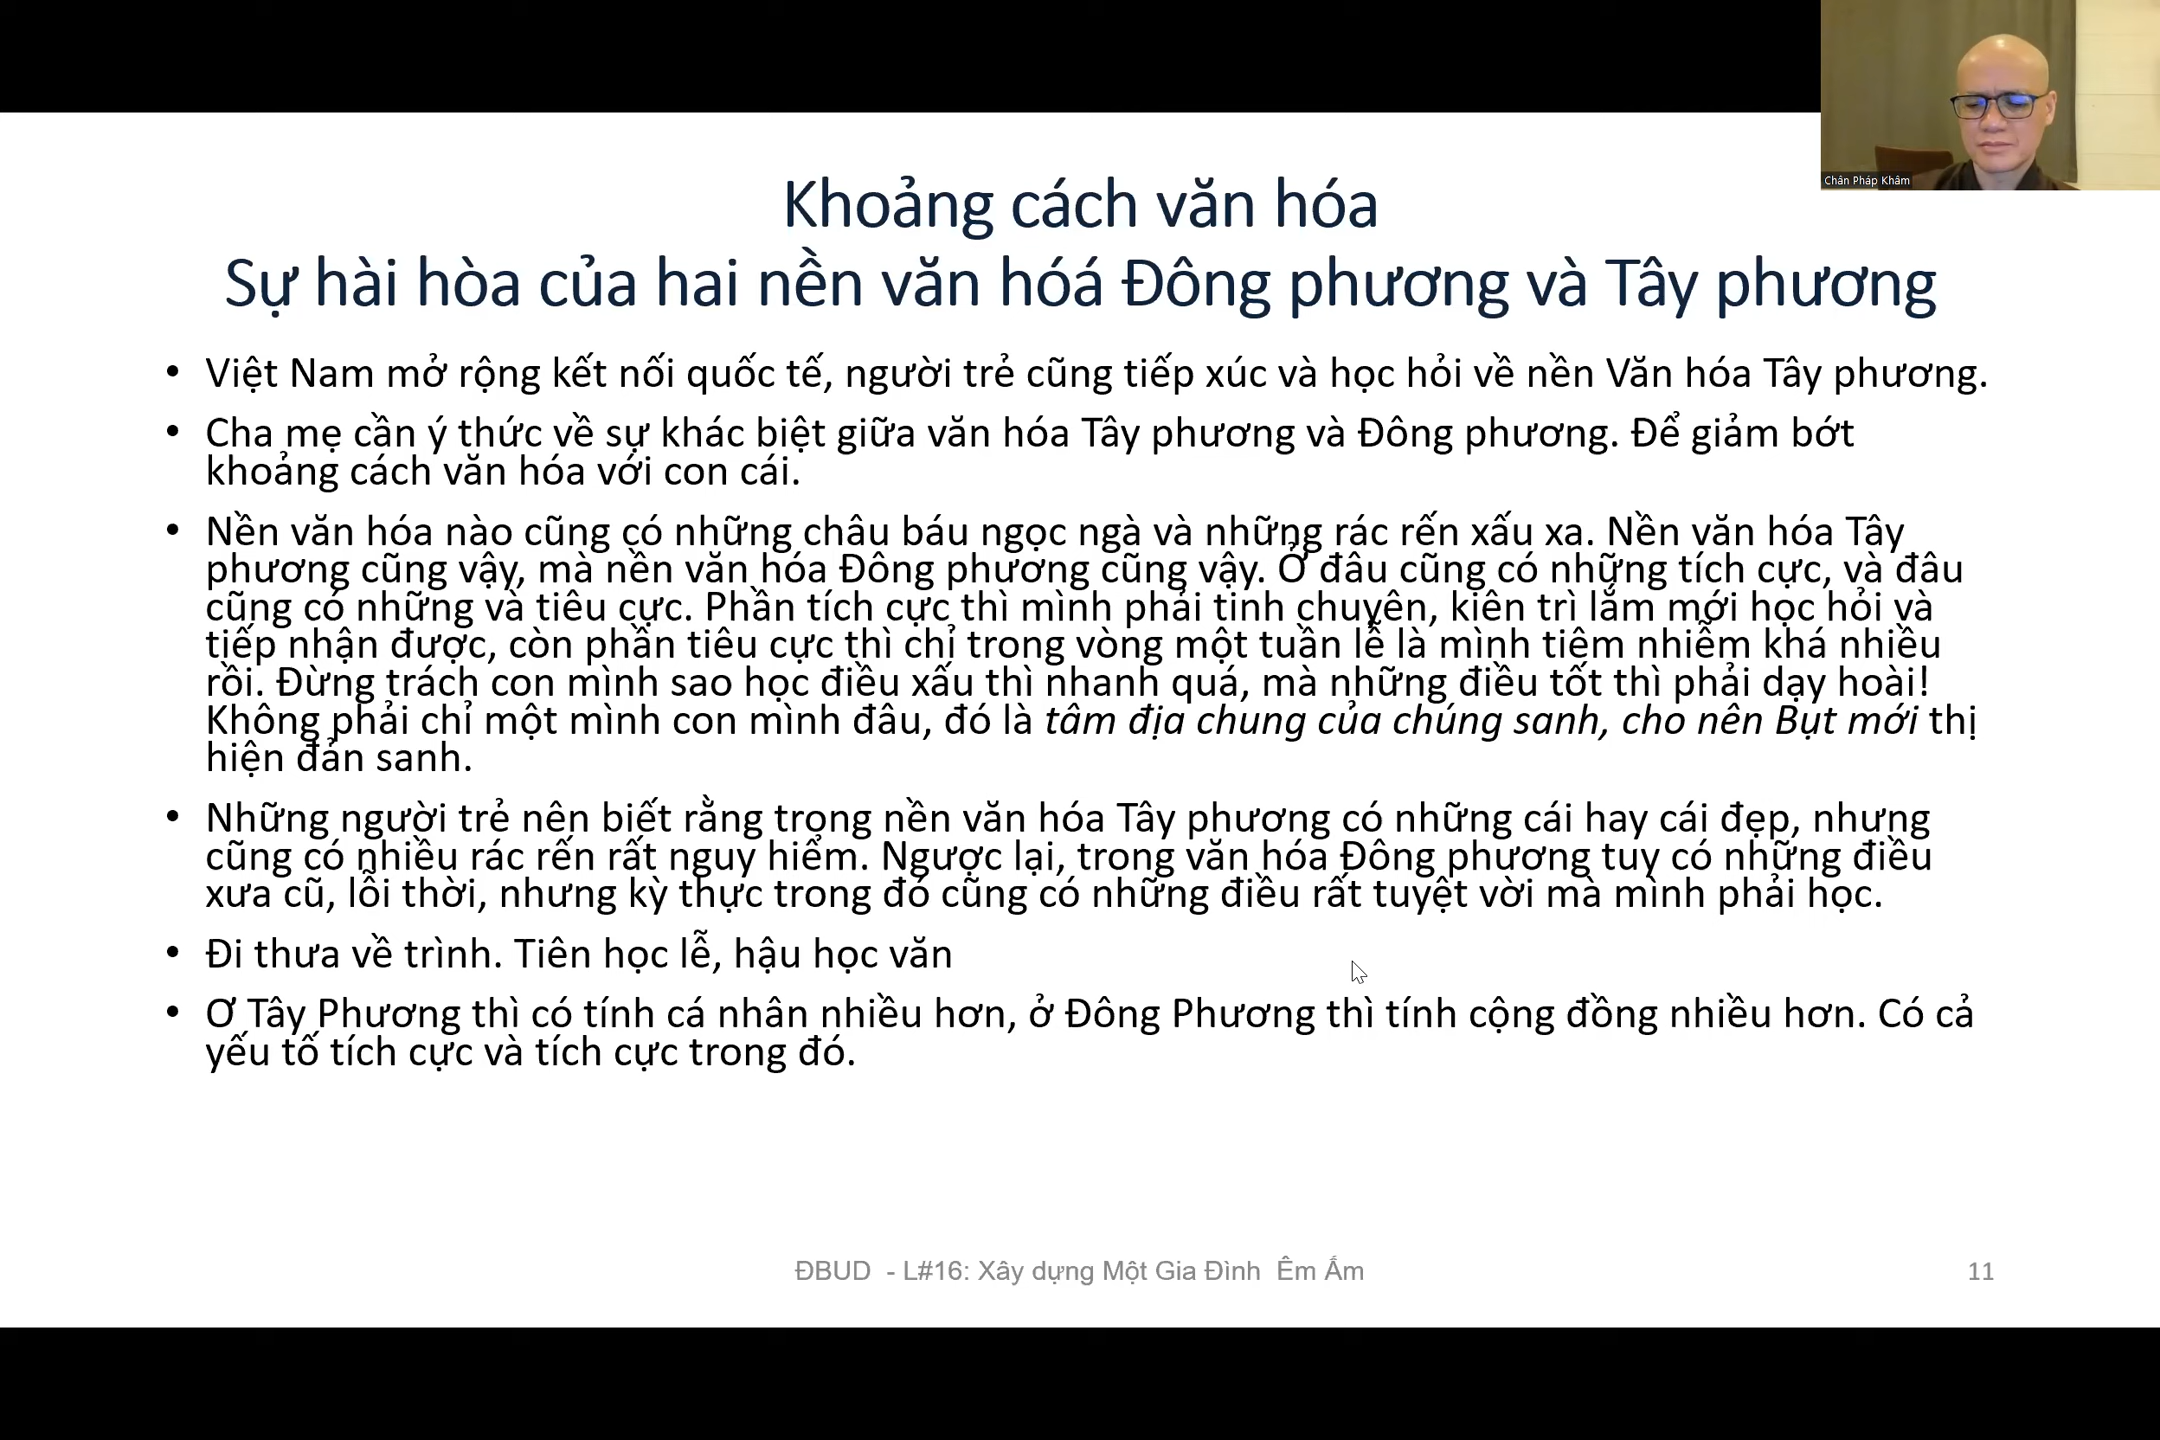 Chân Pháp Khâm
Khoảng cách văn hóa
Sự hài hòa của hai nền văn hóá Đông phương và Tây phương
• Việt Nam mở rộng kết nối quốc tế, người trẻ cũng tiếp xúc và học hỏi về nền Văn hóa Tây phương.
• Cha mẹ cần ý thức về sự khác biệt giữa văn hóa Tây phương và Đông phương. Để giảm bớt
khoảng cách văn hóa với con cái.
• Nền văn hóa nào cũng có những châu báu ngọc ngà và những rác rến xấu xa. Nền văn hóa Tây
phương cũng vậy, mà nền văn hóa Đông phương cũng vậy. Ở đâu cũng có những tích cực, và đâu
cũng có những và tiêu cực. Phần tích cực thì mình phải tinh chuyên, kiên trì lắm mới học hỏi và
tiếp nhận được, còn phần tiêu cực thì chỉ trong vòng một tuần lễ là mình tiêm nhiễm khá nhiều
rồi. Đừng trách con mình sao học điều xấu thì nhanh quá, mà những điều tốt thì phải dạy hoài!
Không phải chỉ một mình con mình đâu, đó là tâm địa chung của chúng sanh, cho nên Bụt mới thị
hiện đản sanh.
• Những người trẻ nên biết rằng trong nền văn hóa Tây phương có những cái hay cái đẹp, nhưng
cũng có nhiều rác rến rất nguy hiểm. Ngược lại, trong văn hóa Đông phương tuy có những điều
xưa cũ, lỗi thời, nhưng kỳ thực trong đó cũng có những điều rất tuyệt vời mà mình phải học.
• Đi thưa về trình. Tiên học lễ, hậu học văn
• Ơ Tây Phương thì có tính cá nhân nhiều hơn, ở Đông Phương thì tính cộng đồng nhiều hơn. Có cả
yếu tố tích cực và tích cực trong đó.
ĐBUD - L#16: Xây dựng Một Gia Đình Êm Ấm
11